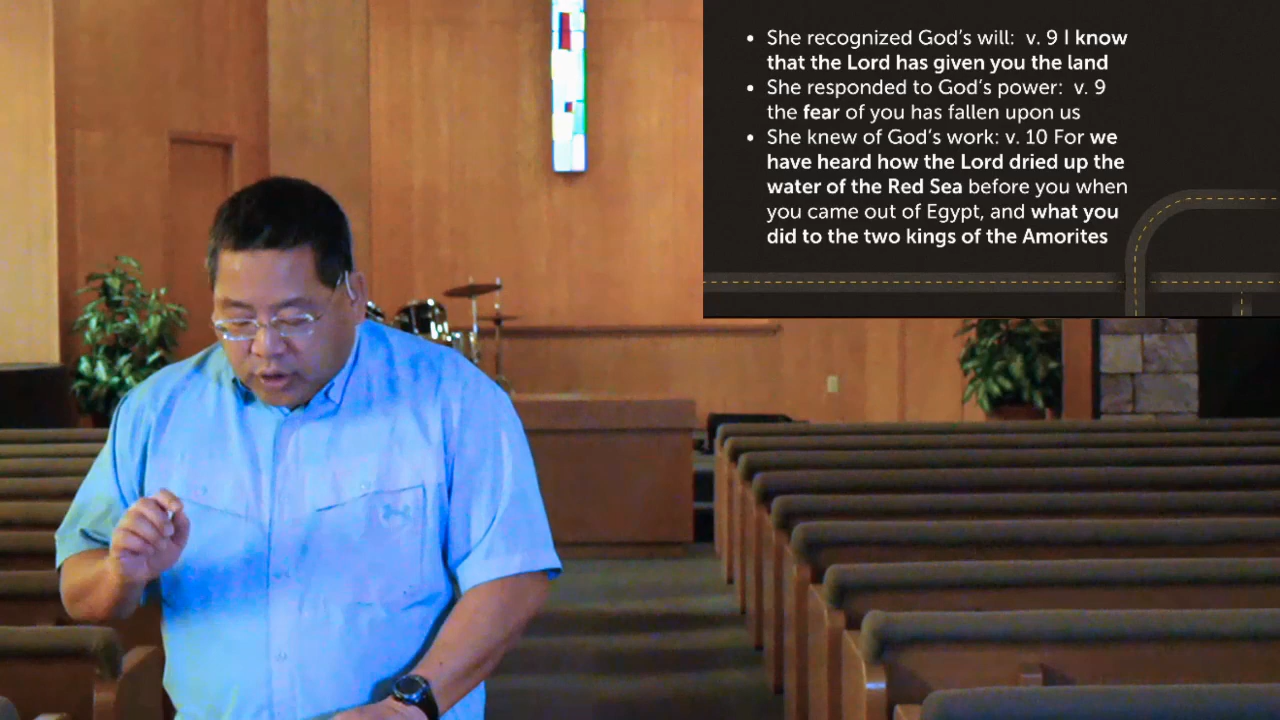 • She recognized God's will:  v. 9 I know
that the Lord has given you the land
• She responded to God's power:  v. 9
the fear of you has fallen upon us
• She knew of God's work: v. 10 For we
have heard how the Lord dried up the
water of the Red Sea before you when
you came out of Egypt, and what you
did to the two kings of the Amorites